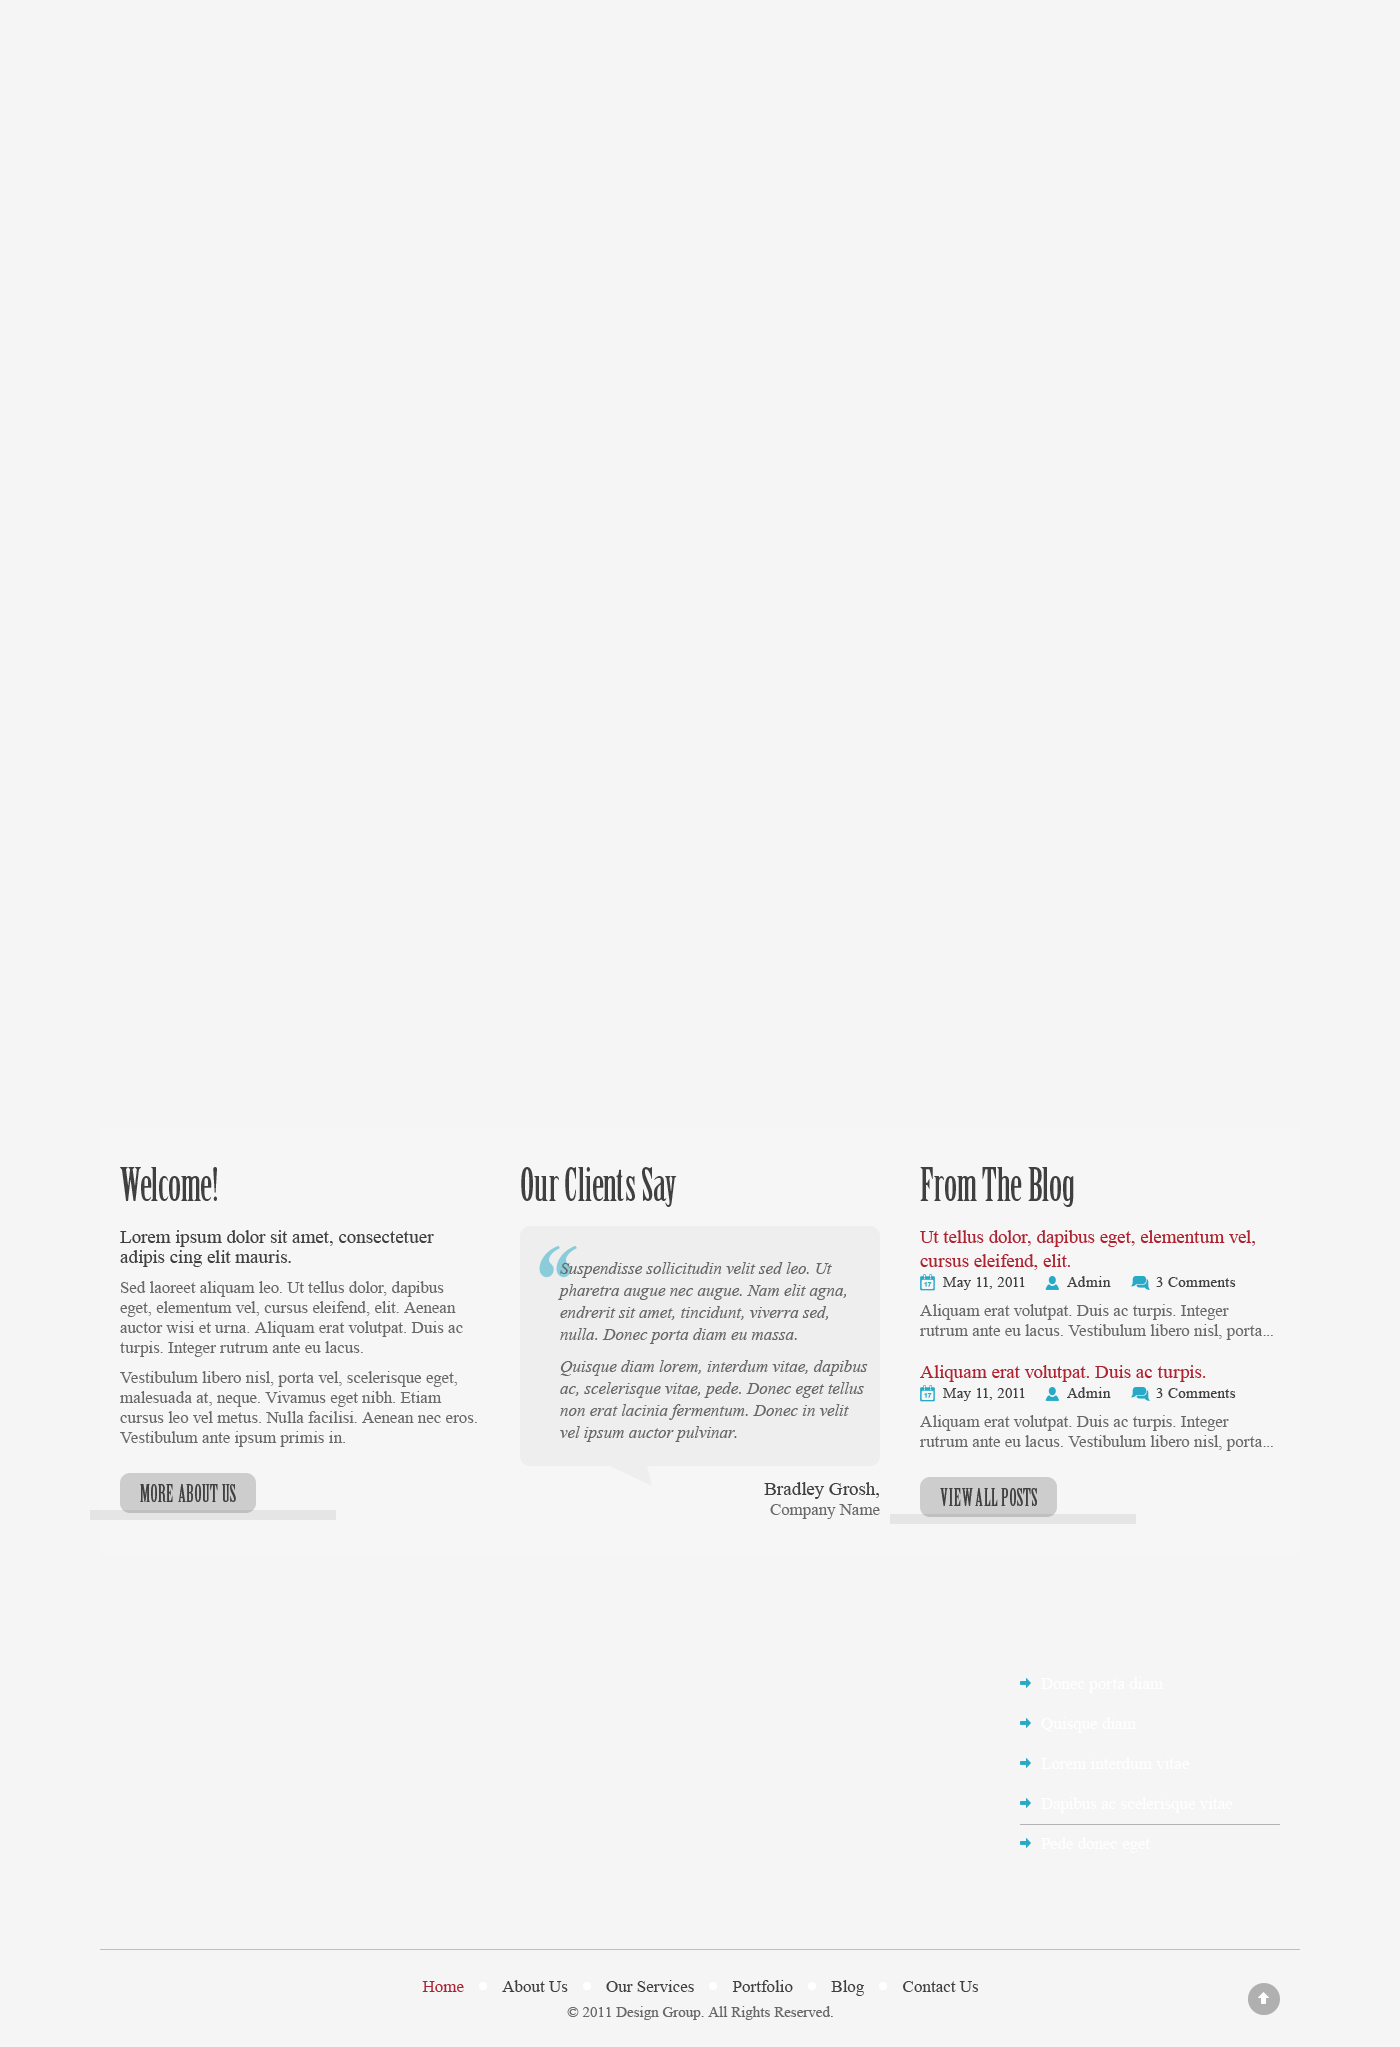 Welcome!
Lorem ipsum dolor sit amet, consectetuer
adipis cing elit mauris.
Sed laoreet aliquam leo. Ut tellus dolor, dapibus
eget, elementum vel, cursus eleifend, elit. Aenean
auctor wisi et urna. Aliquam erat volutpat. Duis ac
turpis. Integer rutrum ante eu lacus.
Vestibulum libero nisl, porta vel, scelerisque eget,
malesuada at, neque. Vivamus eget nibh. Etiam
cursus leo vel metus. Nulla facilisi. Aenean nec eros.
Vestibulum ante ipsum primis in.
MORE ABOUT US
Our Clients Say
“
Suspendisse sollicitudin velit sed leo. Ut
pharetra augue nec augue. Nam elit agna,
endrerit sit amet, tincidunt, viverra sed,
nulla. Donec porta diam eu massa.
Quisque diam lorem, interdum vitae, dapibus
ac, scelerisque vitae, pede. Donec eget tellus
non erat lacinia fermentum. Donec in velit
vel ipsum auctor pulvinar.
Bradley Grosh,
Company Name
From The Blog
Ut tellus dolor, dapibus eget, elementum vel,
cursus eleifend, elit.
17 May 11, 2011 Admin 3 Comments
Aliquam erat volutpat. Duis ac turpis. Integer
rutrum ante eu lacus. Vestibulum libero nisl, porta...
Aliquam erat volutpat. Duis ac turpis.
17 May 11, 2011 Admin 3 Comments
Aliquam erat volutpat. Duis ac turpis. Integer
rutrum ante eu lacus. Vestibulum libero nisl, porta...
VIEW ALL POSTS
Donec porta diam
Quisque diam
Lorem interdum vitae
Dapibus ac scelerisque vitae
Pede donec eget
Home About Us Our Services Portfolio Blog Contact Us
© 2011 Design Group. All Rights Reserved.